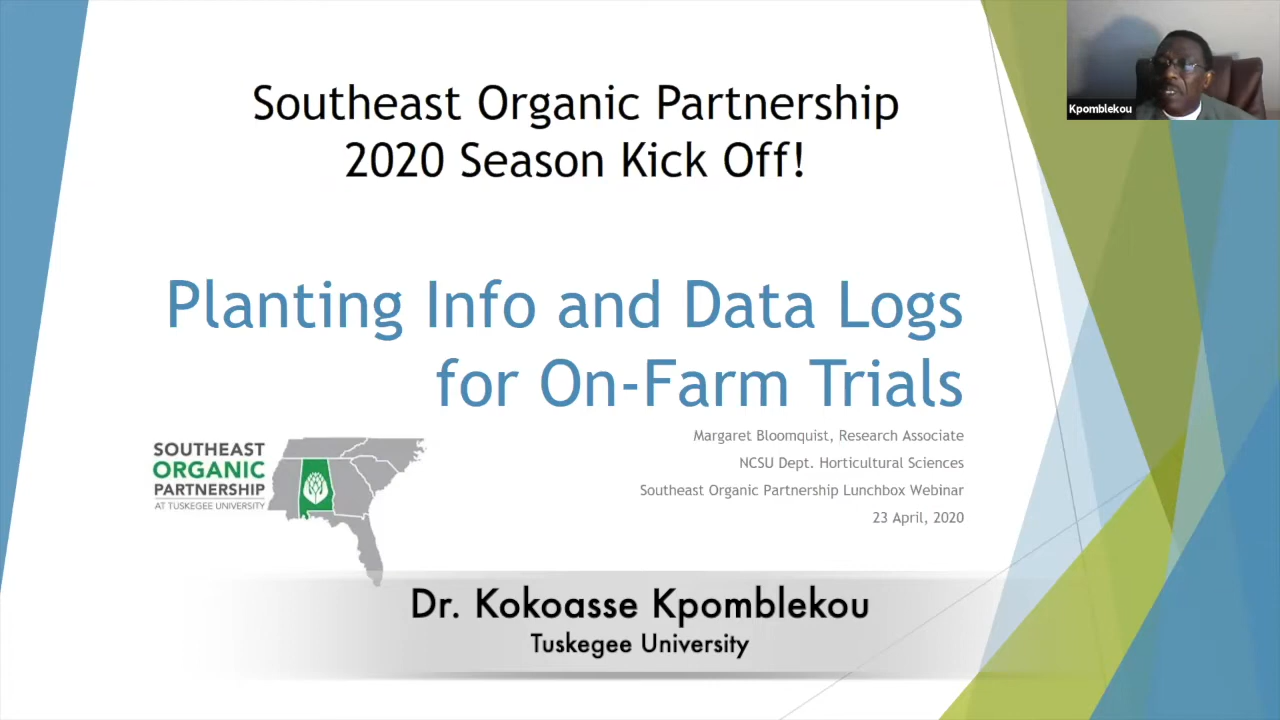 Southeast Organic Partnership
2020 Season Kick Off!
Kpomblekou
Planting Info and Data Logs
for On-Farm Trials
Margaret Bloomquist, Research Associate
NCSU Dept. Horticultural Sciences
Southeast Organic Partnership Lunchbox Webinar
23 April, 2020
SOUTHEAST
ORGANIC
PARTNERSHIP
AT TUSKEGEE UNIVERSITY
Dr. Kokoasse Kpomblekou
Tuskegee University